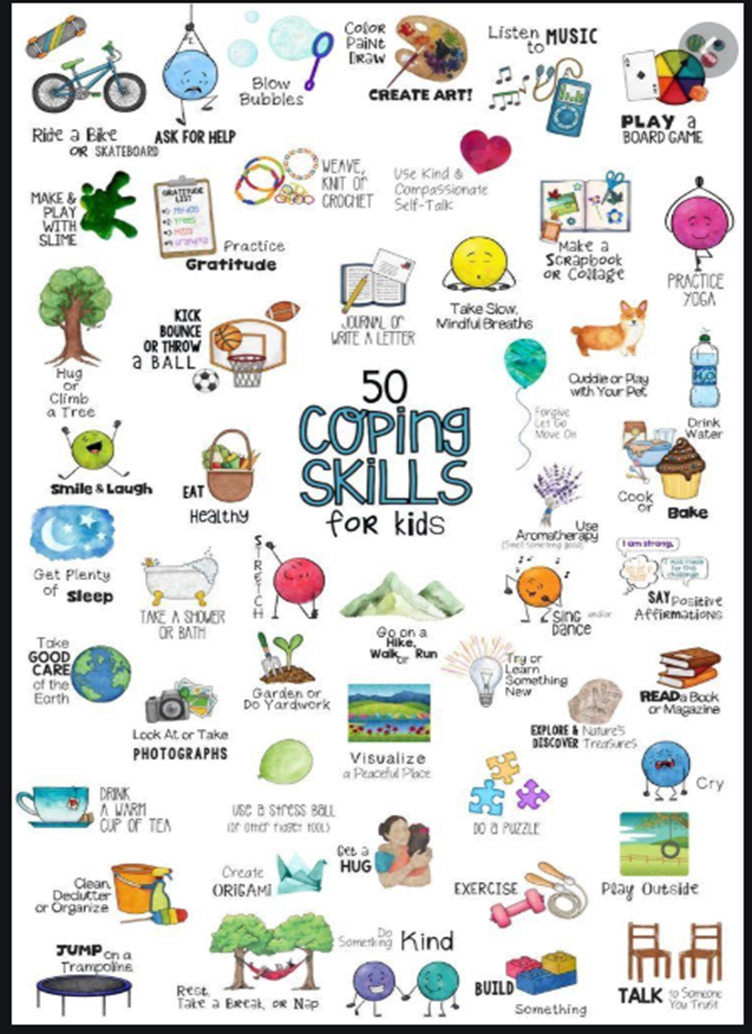 Ride a Bike
OR SKATEBOARD
ASK FOR HELP
Blow
Bubbles
COLOR
PAINT
DRAW
CREATE ART!
Listen
to MUSIC
PLAY a
BOARD GAME
MAKE &
PLAY
WITH
SLIME
GRATITUDE
LIST
Practice
Gratitude
WEAVE,
KNIT OR
CROCHET
Use Kind &
Compassionate
Self-Talk
Make a
Scrapbook
OR Collage
PRACTICE
YOGA
Hug
or
Climb
a Tree
KICK
BOUNCE
OR THROW
a BALL
JOURNAL OR
WRITE A LETTER
Take Slow,
Mindful Breaths
Cuddle or Play
with Your Pet
H₂O
Drink
Water
50
COPING
SKILLS
for kids
Forgive
Let Go
Move On
Smile & Laugh
EAT
Healthy
Cook
or Bake
Use
Aromatherapy
(Smell something good)
Get Plenty
of Sleep
TAKE A SHOWER
OR BATH
STRETCH
Go on a
Hike,
Walk or Run
SING and/or
DANCE
I am strong.
I was made
for this
challenge
SAY Positive
Affirmations
Take
GOOD
CARE
of the
Earth
Look At or Take
PHOTOGRAPHS
Garden or
Do Yardwork
Visualize
a Peaceful Place
Try or
Learn
Something
New
EXPLORE & Nature's
DISCOVER Treasures
READ a Book
or Magazine
Cry
DRINK
A WARM
CUP OF TEA
USE A STRESS BALL
(OR OTHER FIDGET TOOL)
Get a
HUG
DO A PUZZLE
Play Outside
Clean,
Declutter
or Organize
Create
ORIGAMI
EXERCISE
JUMP on a
Trampoline
Rest,
Take a Break, OR Nap
Do
Something Kind
BUILD
Something
TALK to Someone
You Trust